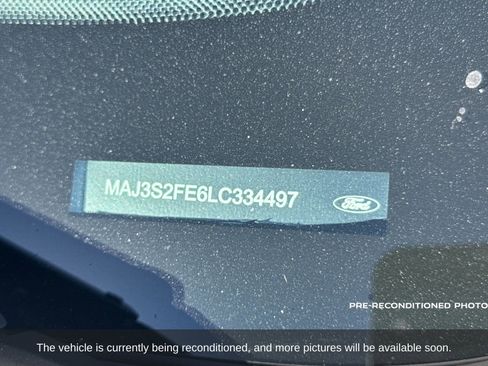 MAJ3S2FE6LC334497
Ford
PRE-RECONDITIONED PHOTO
The vehicle is currently being reconditioned, and more pictures will be available soon.